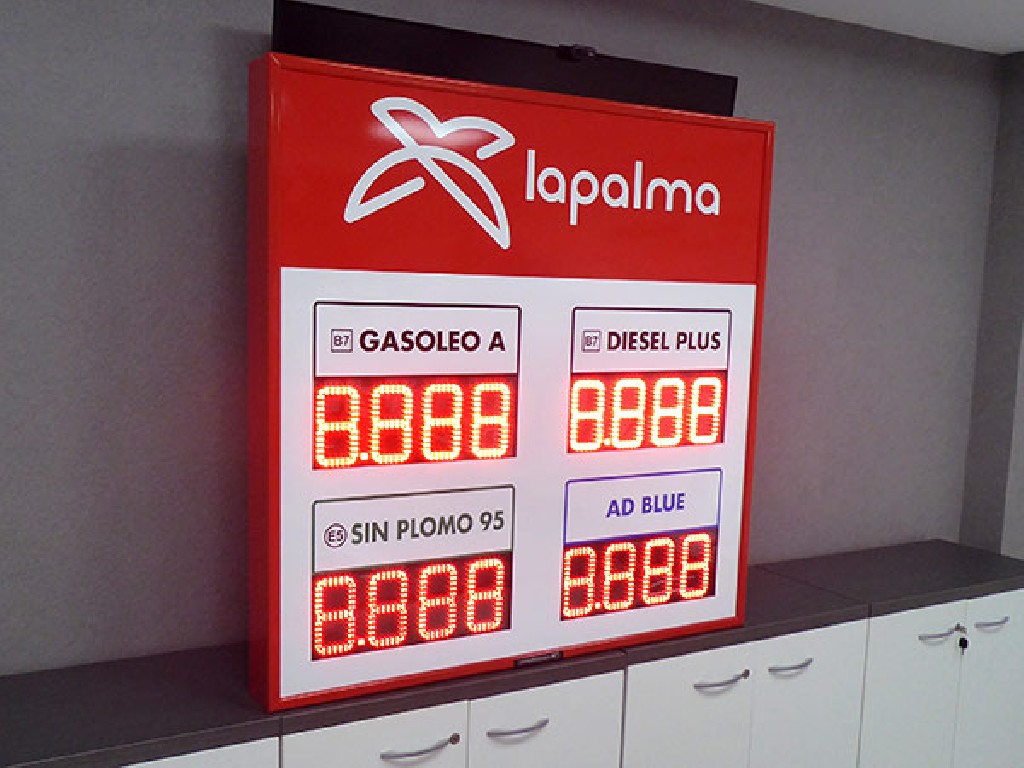 lapalma
B7 GASOLEO A
B7 DIESEL PLUS
8.888
8.888
E5 SIN PLOMO 95
AD BLUE
8.888
8.888